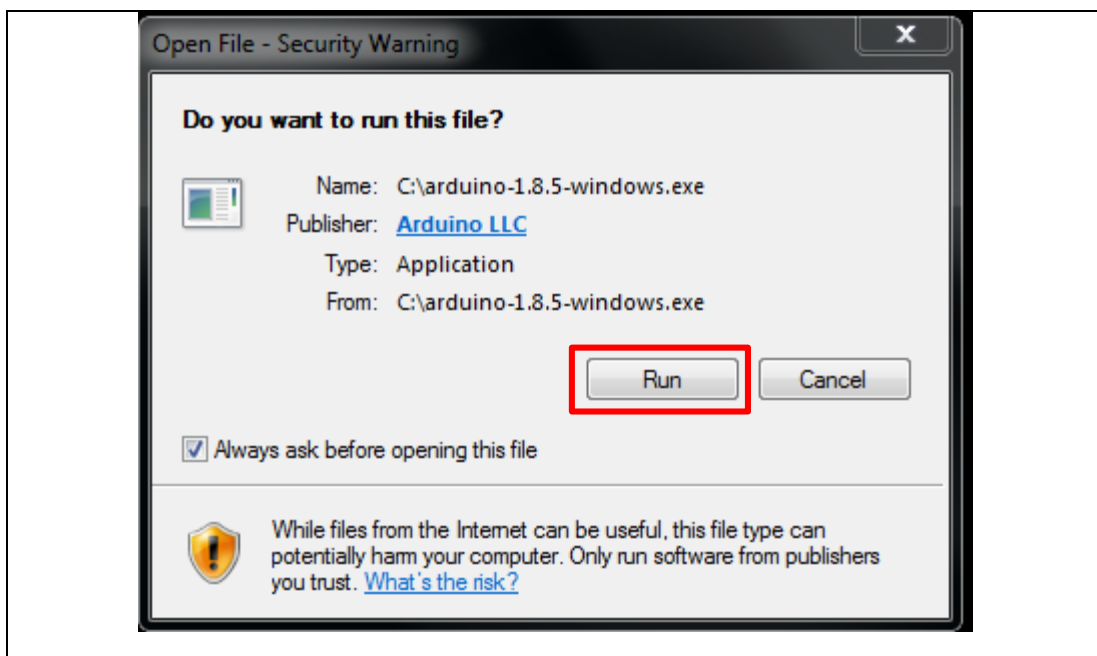 Open File - Security Warning
Do you want to run this file?
Name: C:\arduino-1.8.5-windows.exe
Publisher: Arduino LLC
Type: Application
From: C:\arduino-1.8.5-windows.exe
Run Cancel
Always ask before opening this file
While files from the Internet can be useful, this file type can
potentially harm your computer. Only run software from publishers
you trust. What's the risk?